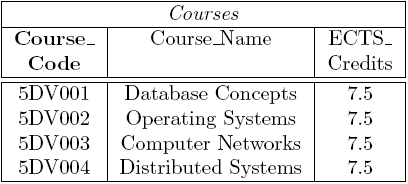 Courses
Course_ Course_Name ECTS_
Code Credits
5DV001 Database Concepts 7.5
5DV002 Operating Systems 7.5
5DV003 Computer Networks 7.5
5DV004 Distributed Systems 7.5